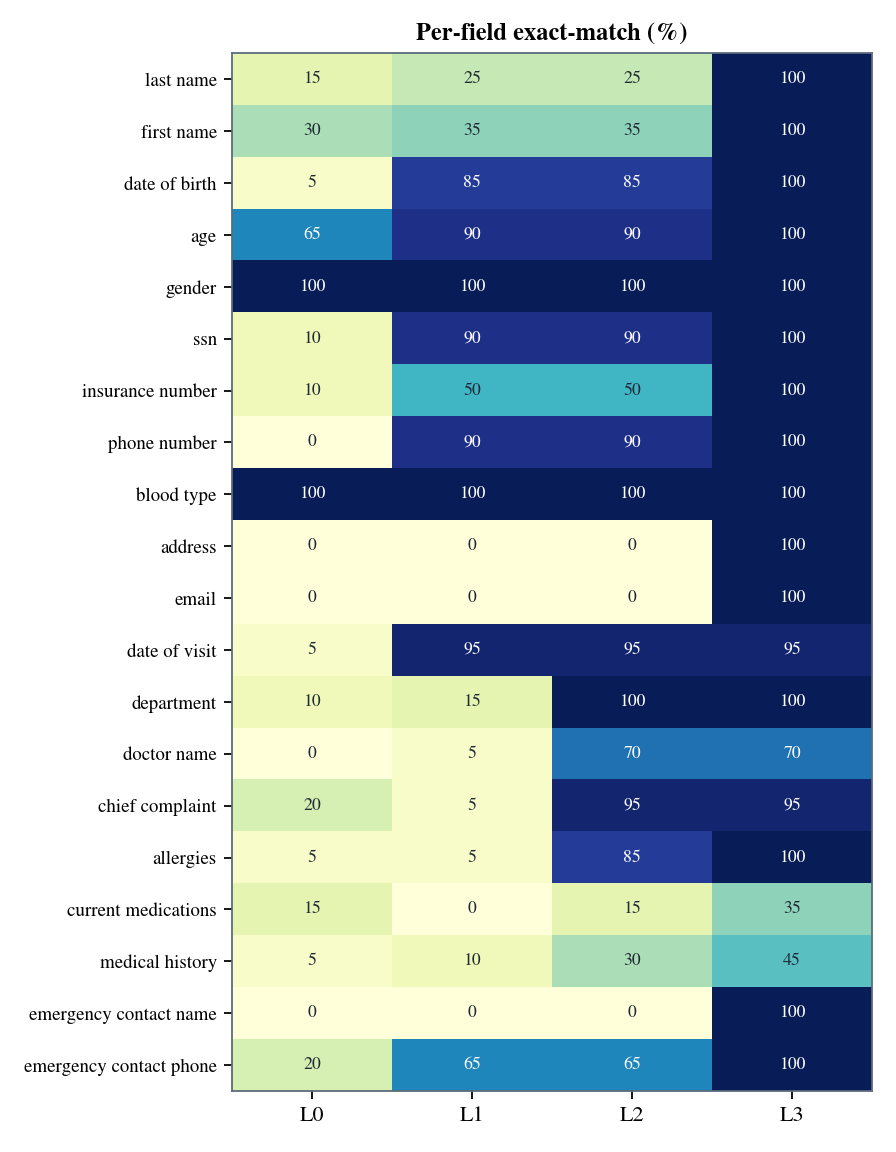 Per-field exact-match (%)
last name 15 25 25 100
first name 30 35 35 100
date of birth 5 85 85 100
age 65 90 90 100
gender 100 100 100 100
ssn 10 90 90 100
insurance number 10 50 50 100
phone number 0 90 90 100
blood type 100 100 100 100
address 0 0 0 100
email 0 0 0 100
date of visit 5 95 95 95
department 10 15 100 100
doctor name 0 5 70 70
chief complaint 20 5 95 95
allergies 5 5 85 100
current medications 15 0 15 35
medical history 5 10 30 45
emergency contact name 0 0 0 100
emergency contact phone 20 65 65 100
L0 L1 L2 L3